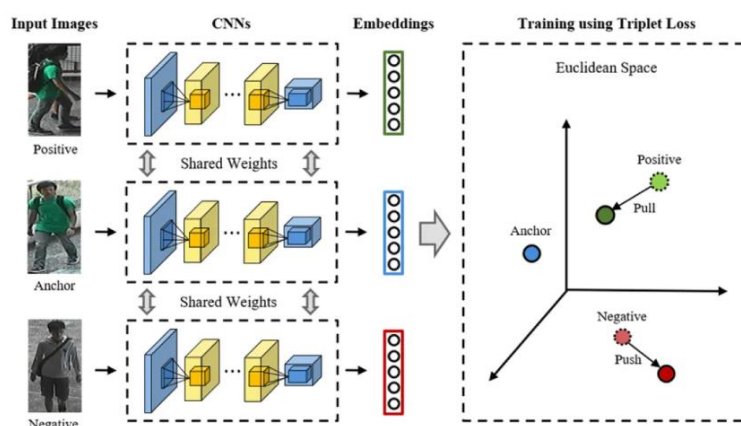 Input Images
CNNs
Embeddings
Training using Triplet Loss
Positive
Shared Weights
Anchor
Shared Weights
Negative
Euclidean Space
Positive
Pull
Anchor
Negative
Push